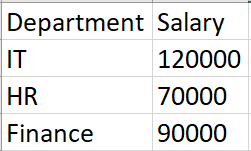 Department Salary
IT 120000
HR 70000
Finance 90000